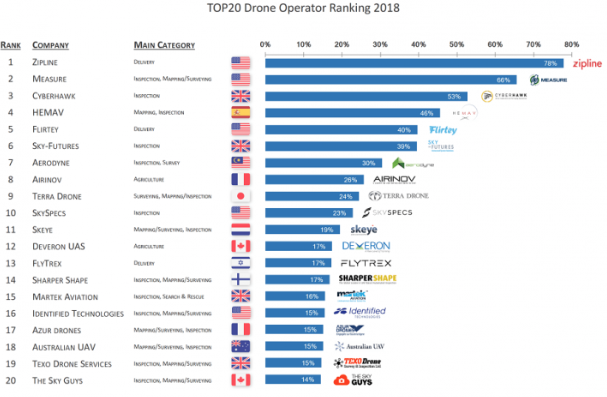 TOP20 Drone Operator Ranking 2018
RANK COMPANY MAIN CATEGORY 0% 10% 20% 30% 40% 50% 60% 70% 80%
1 ZIPLINE DELIVERY 78% zipline
2 MEASURE INSPECTION, MAPPING/SURVEYING 66% MEASURE
3 CYBERHAWK INSPECTION 53% CYBERHAWK
4 HEMAV MAPPING, INSPECTION 46% HEMAV
5 FLIRTEY DELIVERY 40% Flirtey
6 SKY-FUTURES INSPECTION 39% SKY FUTURES
7 AERODYNE INSPECTION, SURVEY 30% aerodyne
8 AIRINOV AGRICULTURE 26% AIRINOV
9 TERRA DRONE SURVEYING, MAPPING/INSPECTION 24% TERRA DRONE
10 SKYSPECS INSPECTION 23% SKYSPECS
11 SKEYE MAPPING/SURVEYING, INSPECTION 19% skeye
12 DEVERON UAS AGRICULTURE 17% DEVERON
13 FLYTREX DELIVERY 17% FLYTREX
14 SHARPER SHAPE INSPECTION, MAPPING/SURVEYING 17% SHARPER SHAPE
15 MARTEK AVIATION INSPECTION, SEARCH & RESCUE 16% martek
16 IDENTIFIED TECHNOLOGIES INSPECTION, MAPPING/SURVEYING 15% Identified TECHNOLOGIES
17 AZUR DRONES MAPPING/SURVEYING, INSPECTION 15% AZUR DRONES
18 AUSTRALIAN UAV MAPPING/SURVEYING, INSPECTION 15% Australian UAV
19 TEXO DRONE SERVICES INSPECTION, MAPPING/SURVEYING 15% TEXO Drone Survey & Inspection Ltd
20 THE SKY GUYS INSPECTION, MAPPING/SURVEYING 14% THE SKY GUYS